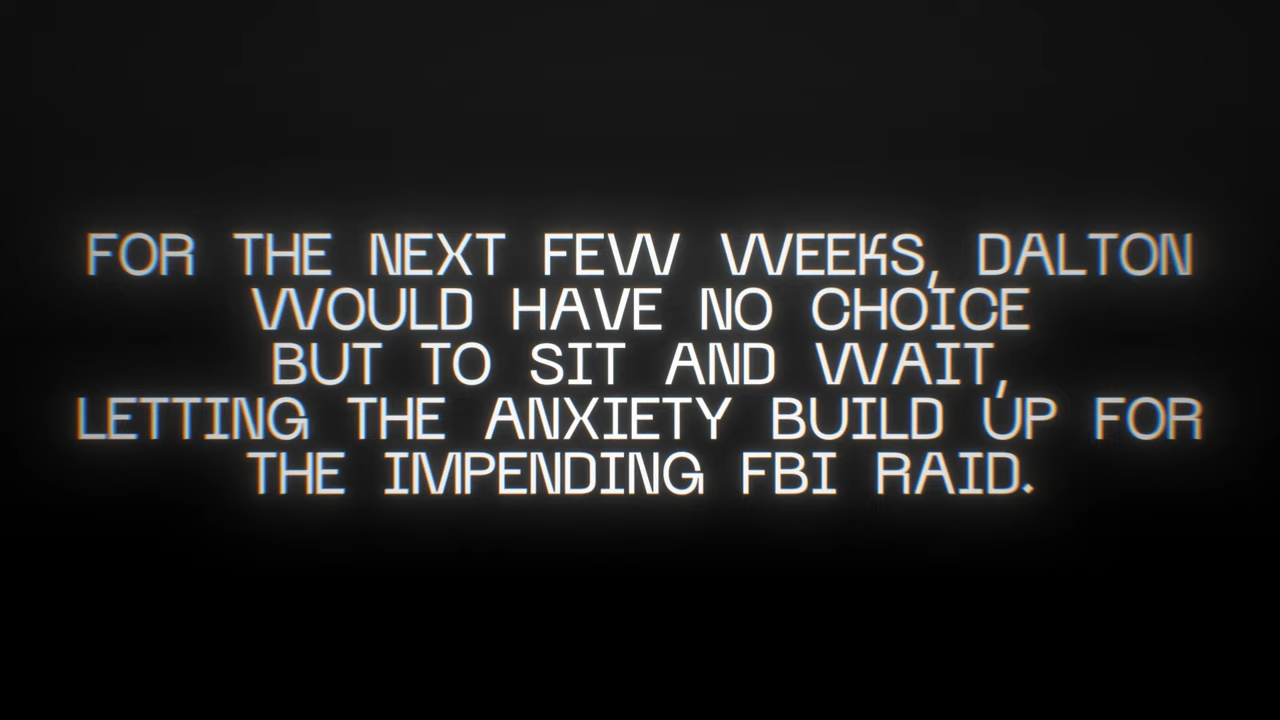 FOR THE NEXT FEW WEEKS, DALTON
WOULD HAVE NO CHOICE
BUT TO SIT AND WAIT,
LETTING THE ANXIETY BUILD UP FOR
THE IMPENDING FBI RAID.